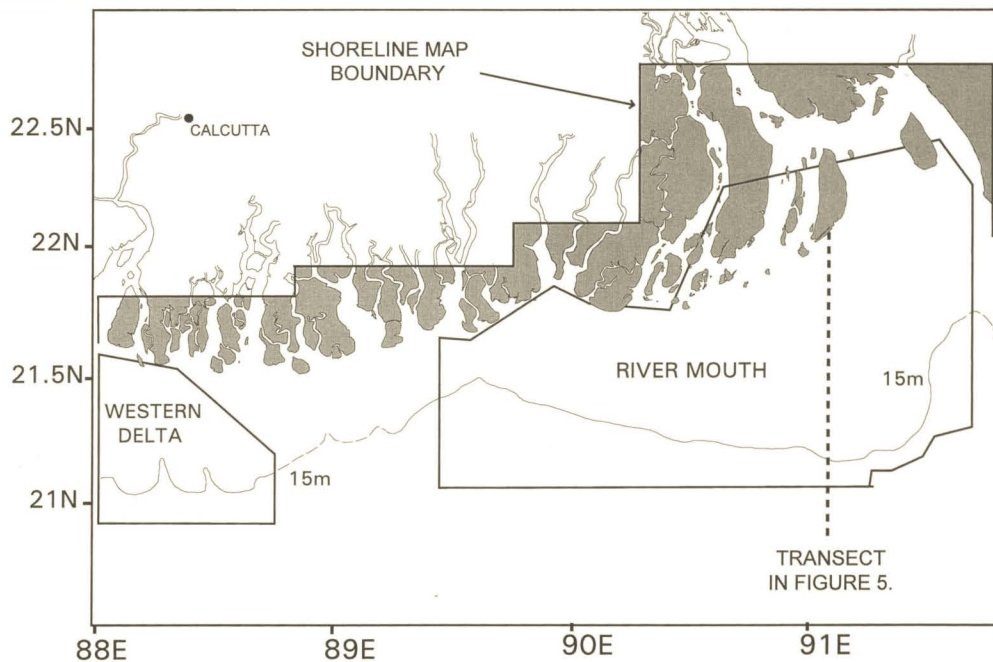 SHORELINE MAP
BOUNDARY
22.5N
CALCUTTA
22N
21.5N
RIVER MOUTH
15m
WESTERN
DELTA
15m
21N
TRANSECT
IN FIGURE 5.
88E
89E
90E
91E